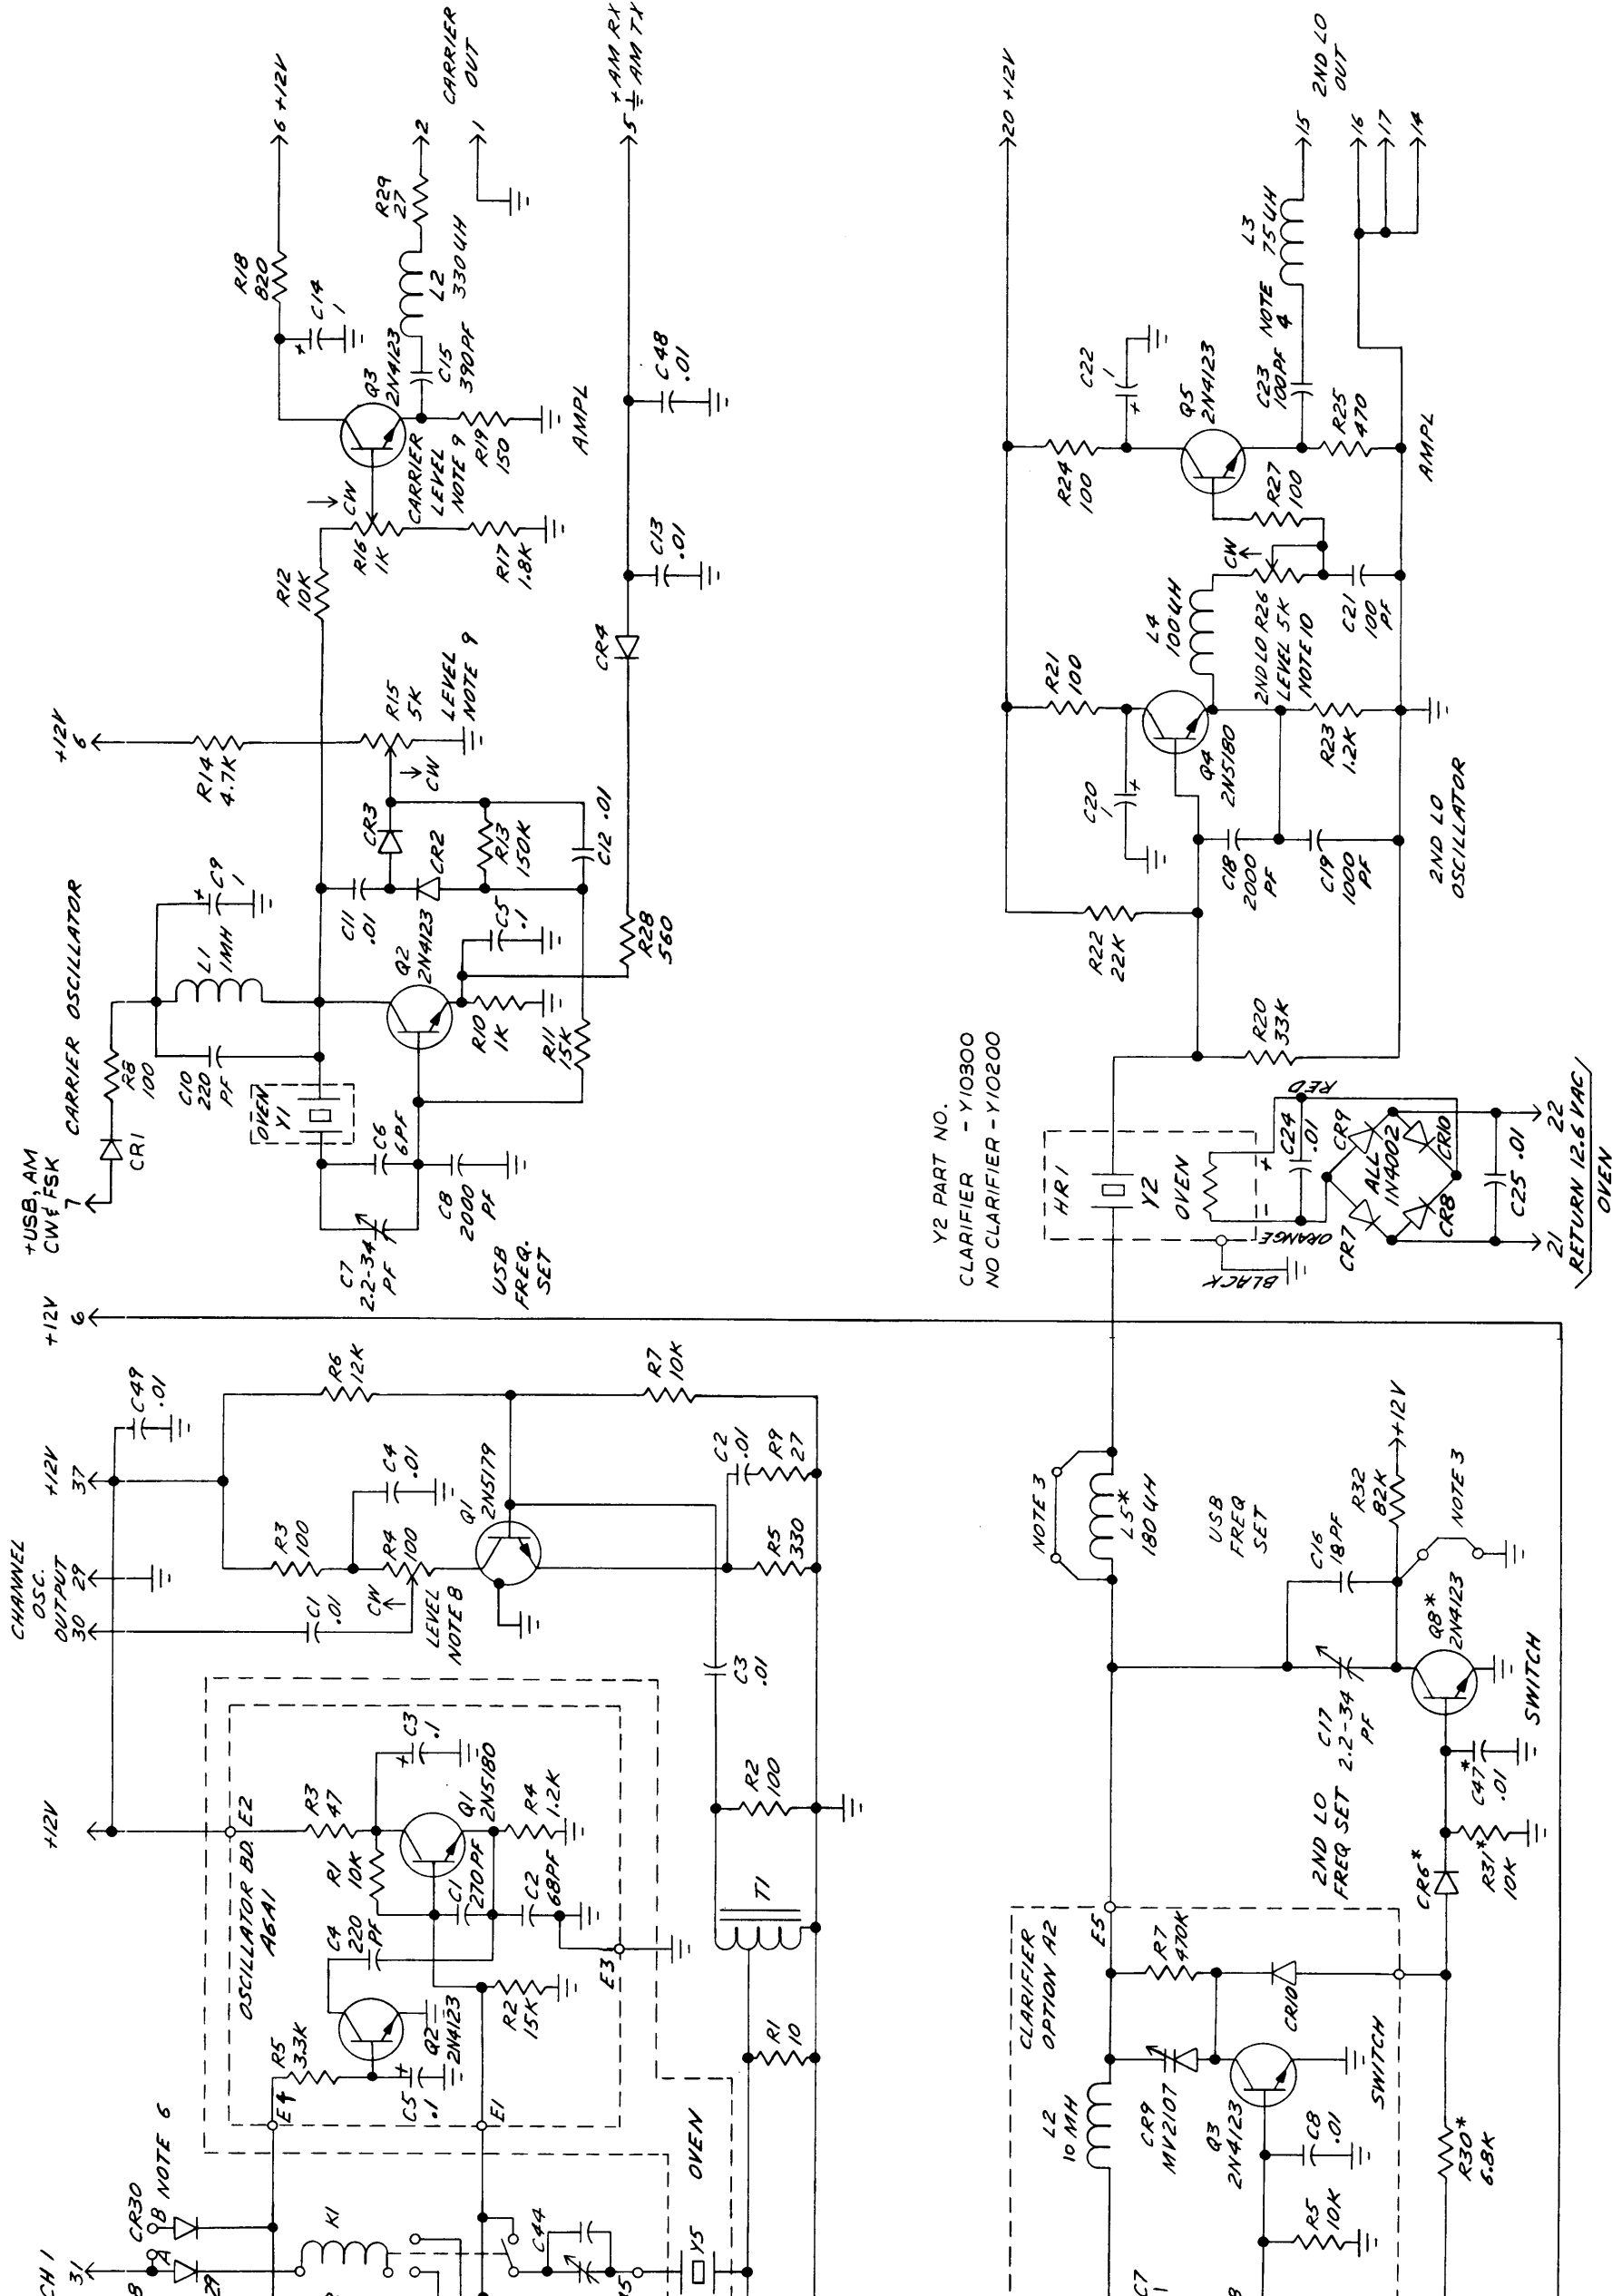 +USB, AM
CW & FSK
7
CR1
R8
100
CARRIER OSCILLATOR
C10
220
PF
L1
1MH
C9
1
OVEN
Y1
C7
2.2-34
PF
C6
6PF
C8
2000
PF
USB
FREQ.
SET
Q2
2N4123
C11
.01
CR3
CR2
R13
150K
C12 .01
C5
.1
R10
1K
R11
15K
R28
560
+12V
6
R14
4.7K
R15
5K
LEVEL
NOTE 9
CW
R12
10K
R16
1K
CW
CARRIER
LEVEL
NOTE 9
R17
1.8K
Q3
2N4123
R18
820
C14
1
6 +12V
R19
150
C15
390PF
L2
330UH
R29
27
2
1
CARRIER
OUT
AMPL
CR4
C13
.01
C48
.01
5 +AM RX
AM TX
+12V
6
CHANNEL
OSC.
OUTPUT
30
29
+12V
37
C49
.01
R6
12K
R7
10K
R3
100
R4
100
C4
.01
C1
.01
CW
LEVEL
NOTE 8
Q1
2N5179
C2
.01
R9
27
R5
330
C3
.01
R2
100
T1
R1
10
+12V
OSCILLATOR BD.
A6A1
E2
R3
47
C3
.1
R1
10K
Q1
2N5180
R4
1.2K
C1
270PF
C2
68PF
C4
220
PF
E3
R2
15K
Q2
2N4123
R5
3.3K
C5
.1
E4
E1
OVEN
CH 1
31
CR30
B NOTE 6
A
8
29
K1
C44
Y5
Y2 PART NO.
CLARIFIER - Y10300
NO CLARIFIER - Y10200
HR1
Y2
OVEN
+
-
RED
ORANGE
BLACK
C24
.01
CR9
CR10
CR7
CR8
ALL
1N4002
C25 .01
21
22
RETURN 12.6 VAC
OVEN
R20
33K
R22
22K
C18
2000
PF
C19
1000
PF
2ND LO
OSCILLATOR
C20
1
R21
100
Q4
2N5180
R23
1.2K
L4
100UH
2ND LO R26
LEVEL 5K
NOTE 10
CW
C21
100
PF
R27
100
R24
100
C22
1
Q5
2N4123
R25
470
C23
100PF
NOTE
4
L3
75UH
20 +12V
15
16
17
14
2ND LO
OUT
AMPL
NOTE 3
L5*
180UH
USB
FREQ
SET
C16
18PF
R32
82K
+12V
NOTE 3
Q8*
2N4123
SWITCH
C17
2.2-34
PF
2ND LO
FREQ SET
C47*
.01
R31*
10K
CR6*
CLARIFIER
OPTION A2
E5
R7
470K
CR10
L2
10 MH
CR9
MV2107
Q3
2N4123
SWITCH
C8
.01
R5
10K
R30*
6.8K
C7